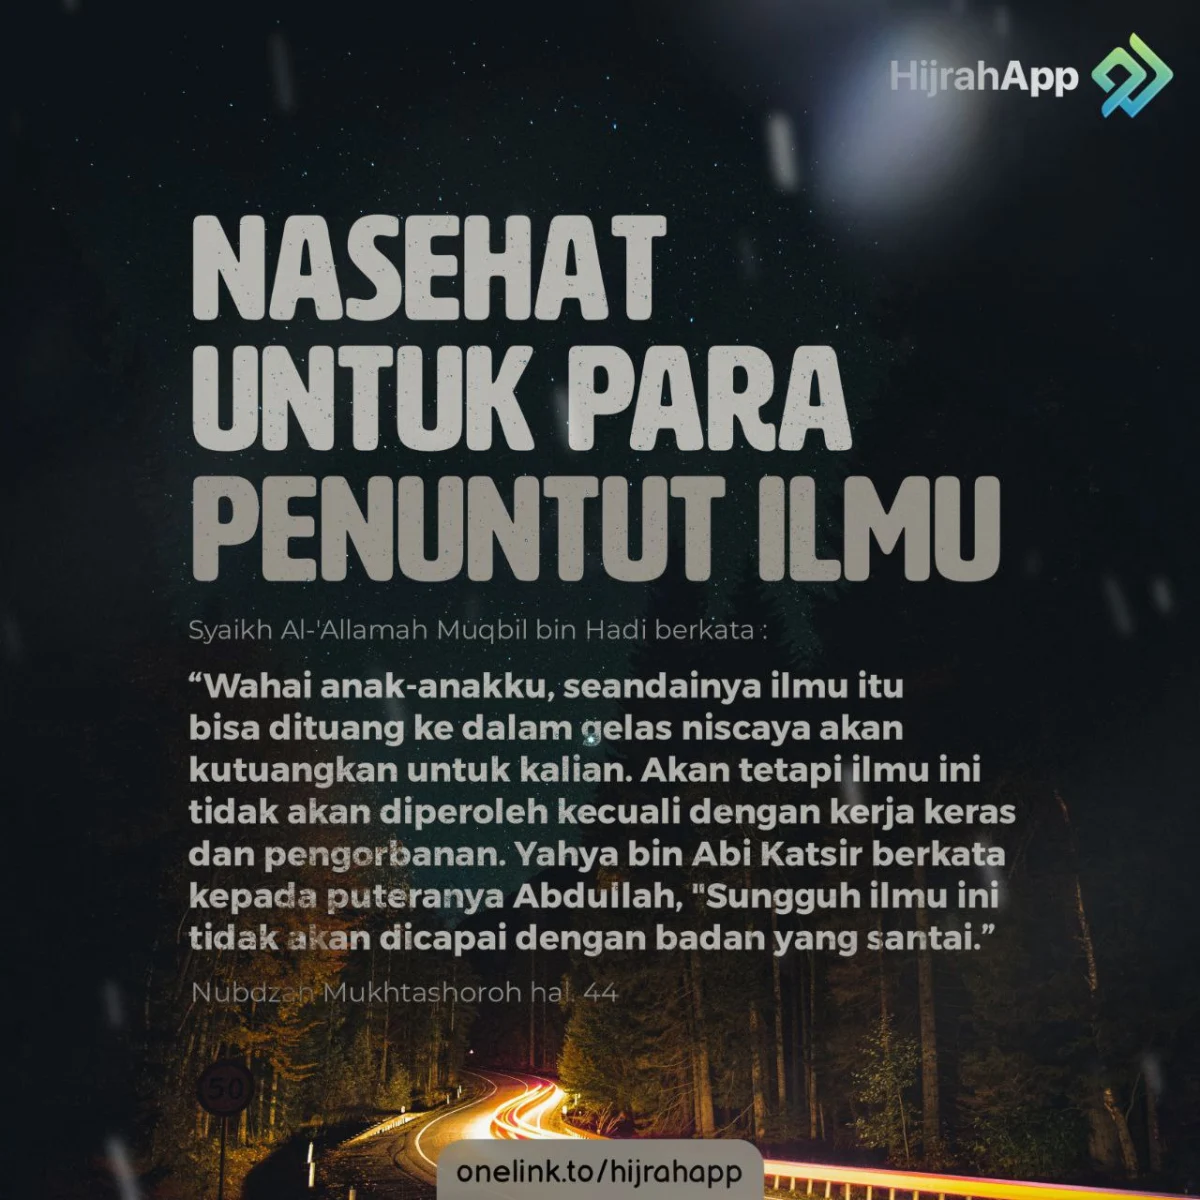 HijrahApp
NASEHAT
UNTUK PARA
PENUNTUT ILMU
Syaikh Al-'Allamah Muqbil bin Hadi berkata :
“Wahai anak-anakku, seandainya ilmu itu
bisa dituang ke dalam gelas niscaya akan
kutuangkan untuk kalian. Akan tetapi ilmu ini
tidak akan diperoleh kecuali dengan kerja keras
dan pengorbanan. Yahya bin Abi Katsir berkata
kepada puteranya Abdullah, "Sungguh ilmu ini
tidak akan dicapai dengan badan yang santai.”
Nubdzah Mukhtashoroh hal. 44
50
onelink.to/hijrahapp